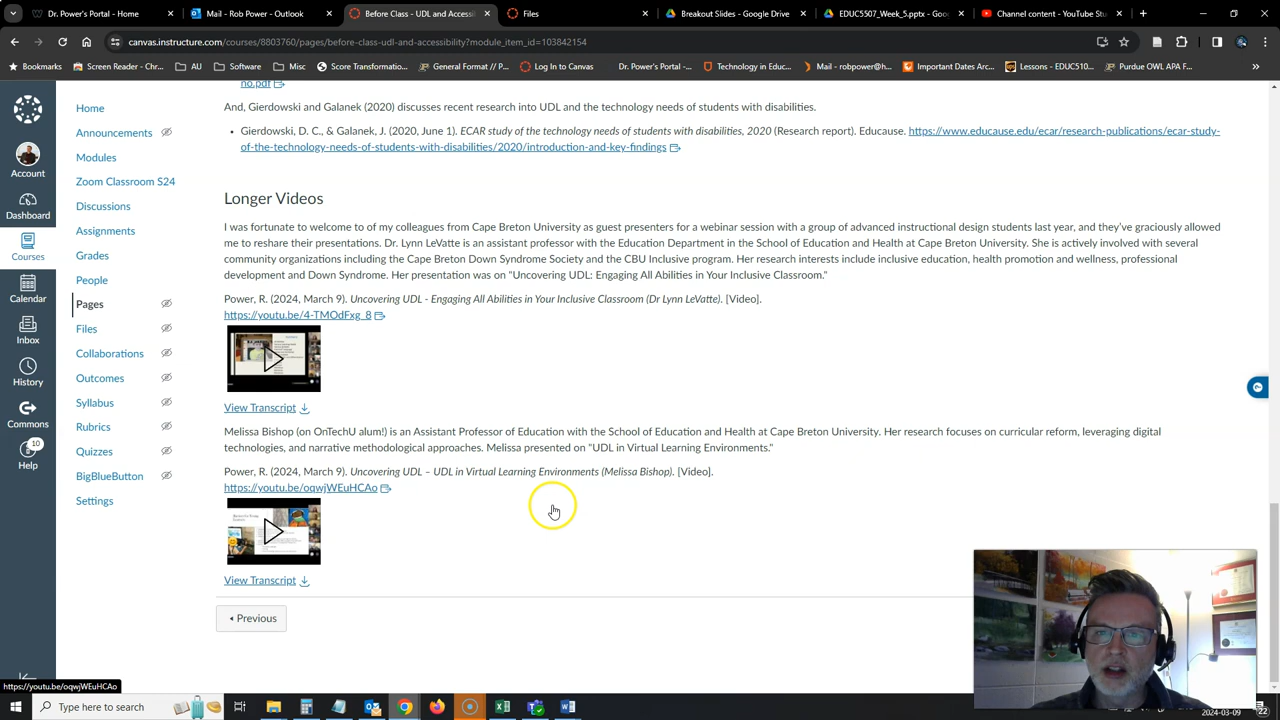 Dr. Power's Portal - Home
Mail - Rob Power - Outlook
Before Class - UDL and Accessi
Files
Breakout Slides - Google Drive
EDUC5507_Week_5.pptx - Goo
Channel content - YouTube Stu
canvas.instructure.com/courses/8803760/pages/before-class-udl-and-accessibility?module_item_id=103842154
Bookmarks
Screen Reader Cha...
AU
Software
Misc
Score Transformatio...
General Format // P...
Log In to Canvas
Dr. Power's Portal -...
Technology in Educ...
Mail - robpower@h...
Important Dates Ar...
Lessons - EDUC510...
Purdue OWL APA F...
Account
Dashboard
Courses
Calendar
Inbox
History
Commons
10
Help
Home
Announcements
Modules
Zoom Classroom S24
Discussions
Assignments
Grades
People
Pages
Files
Collaborations
Outcomes
Syllabus
Rubrics
Quizzes
BigBlueButton
Settings
no.pdf
And, Gierdowski and Galanek (2020) discusses recent research into UDL and the technology needs of students with disabilities.
• Gierdowski, D. C., & Galanek, J. (2020, June 1). ECAR study of the technology needs of students with disabilities, 2020 (Research report). Educause. https://www.educause.edu/ecar/research-publications/ecar-study-
of-the-technology-needs-of-students-with-disabilities/2020/introduction-and-key-findings
Longer Videos
I was fortunate to welcome to of my colleagues from Cape Breton University as guest presenters for a webinar session with a group of advanced instructional design students last year, and they've graciously allowed
me to reshare their presentations. Dr. Lynn LeVatte is an assistant professor with the Education Department in the School of Education and Health at Cape Breton University. She is actively involved with several
community organizations including the Cape Breton Down Syndrome Society and the CBU Inclusive program. Her research interests include inclusive education, health promotion and wellness, professional
development and Down Syndrome. Her presentation was on "Uncovering UDL: Engaging All Abilities in Your Inclusive Classroom."
Power, R. (2024, March 9). Uncovering UDL - Engaging All Abilities in Your Inclusive Classroom (Dr Lynn LeVatte). [Video].
https://youtu.be/4-TMOdFxg_8
View Transcript
Melissa Bishop (on OnTechU alum!) is an Assistant Professor of Education with the School of Education and Health at Cape Breton University. Her research focuses on curricular reform, leveraging digital
technologies, and narrative methodological approaches. Melissa presented on "UDL in Virtual Learning Environments."
Power, R. (2024, March 9). Uncovering UDL – UDL in Virtual Learning Environments (Melissa Bishop). [Video].
https://youtu.be/oqwjWEuHCAo
View Transcript
Previous
https://youtu.be/oqwjWEuHCAo
Type here to search
2024-03-09
22